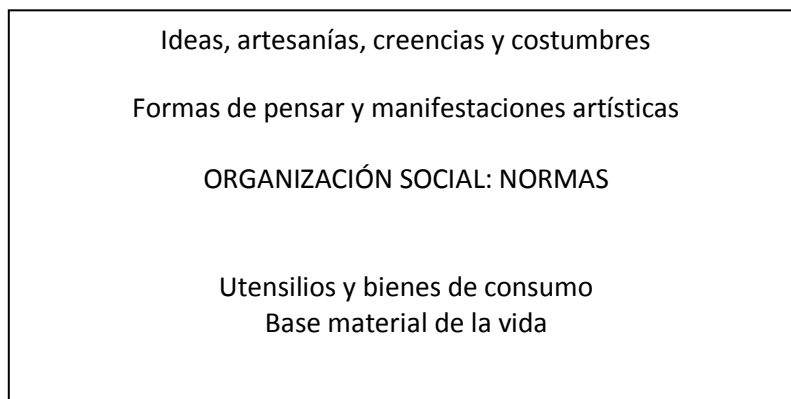 Ideas, artesanías, creencias y costumbres
Formas de pensar y manifestaciones artísticas
ORGANIZACIÓN SOCIAL: NORMAS
Utensilios y bienes de consumo
Base material de la vida